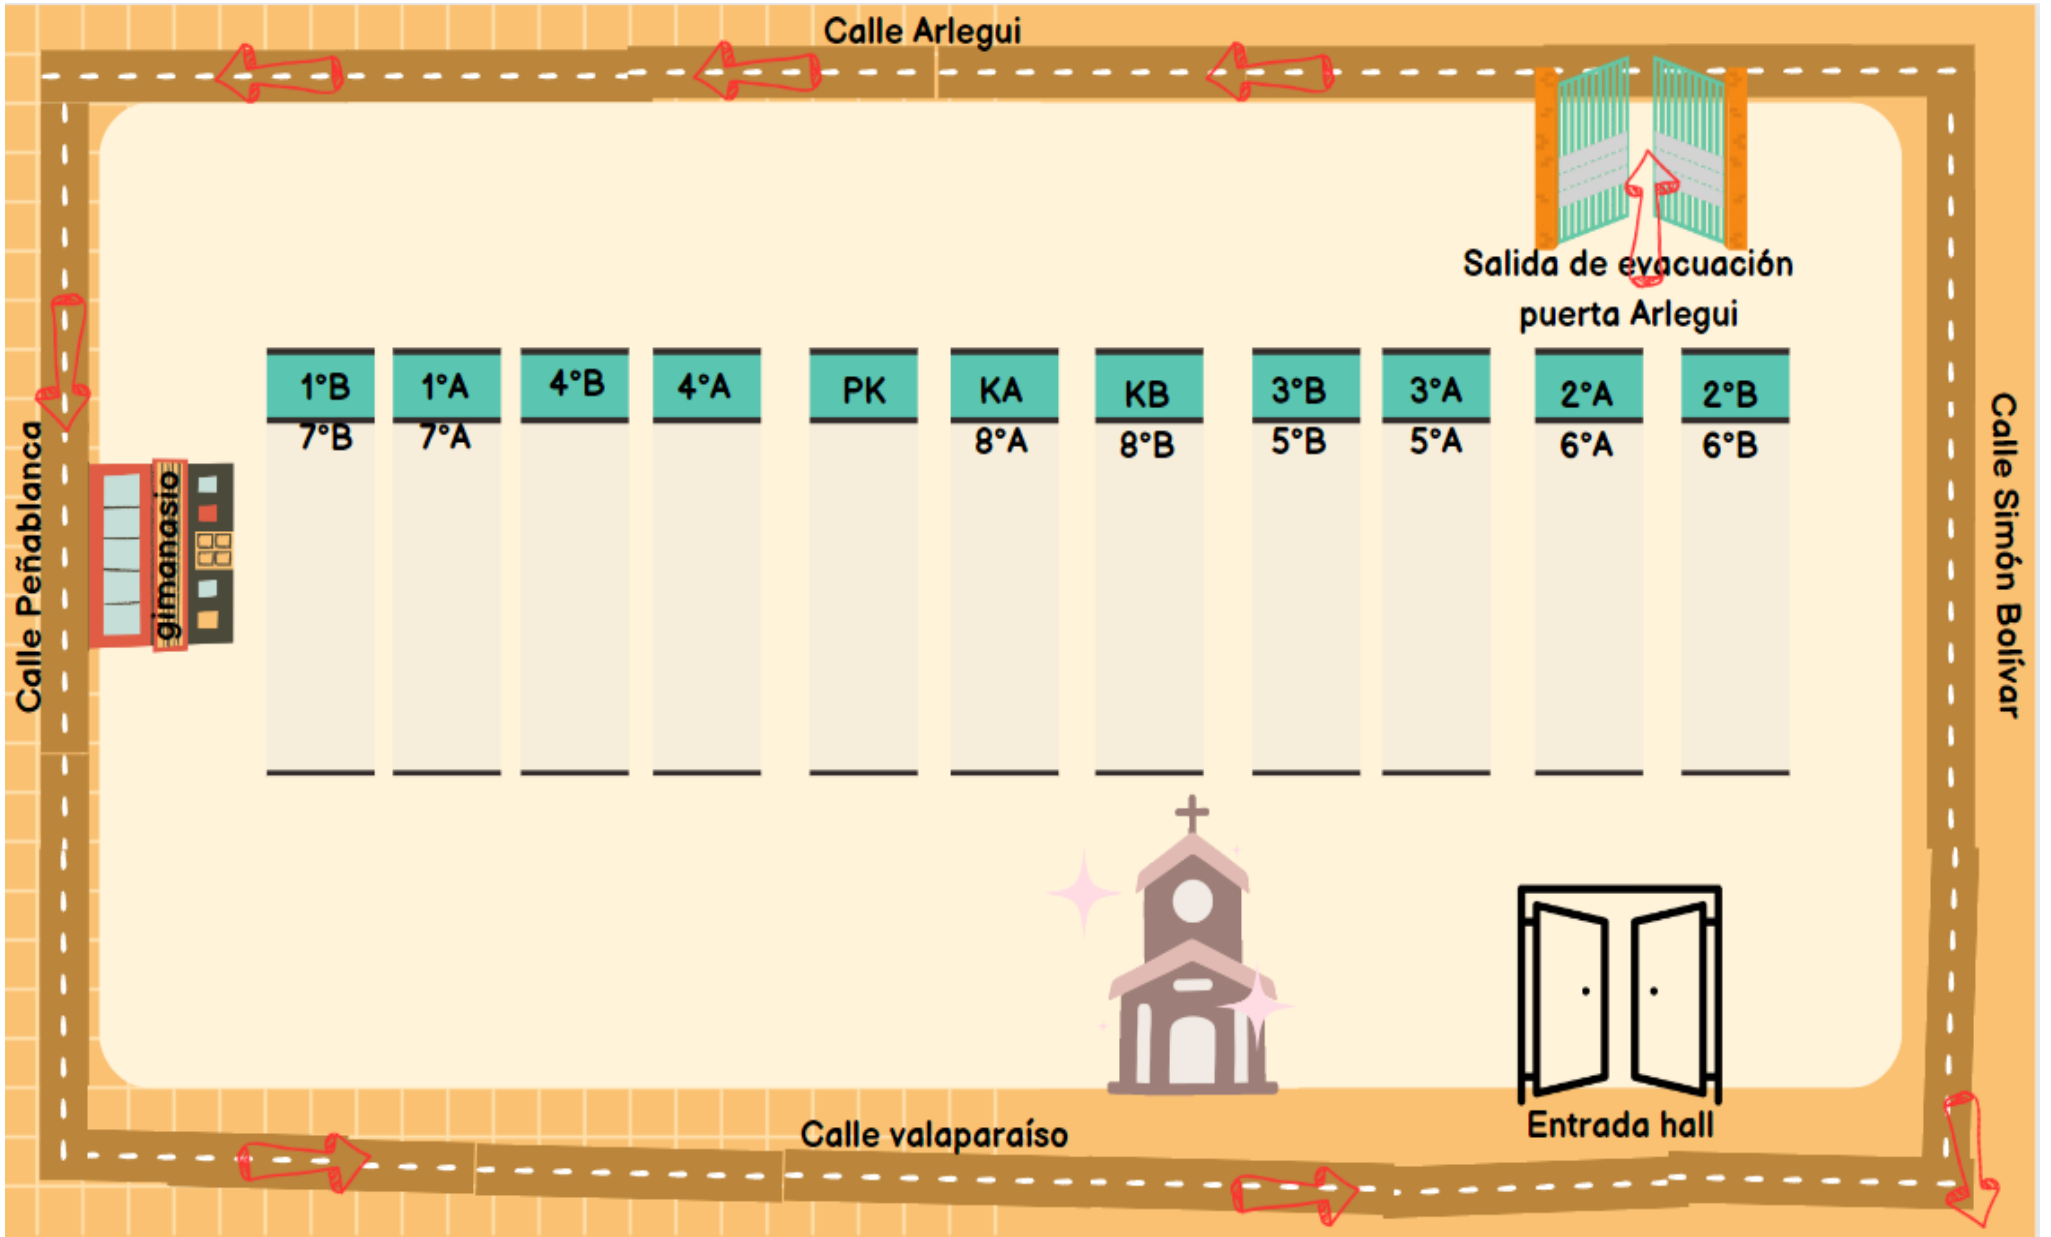 Calle Arlegui
Salida de evacuación
puerta Arlegui
1°B
1°A
4°B
4°A
PK
KA
KB
3°B
3°A
2°A
2°B
7°B
7°A
8°A
8°B
5°B
5°A
6°A
6°B
Calle Peñablanca
gimanasio
Calle Simón Bolívar
Calle valaparaíso
Entrada hall